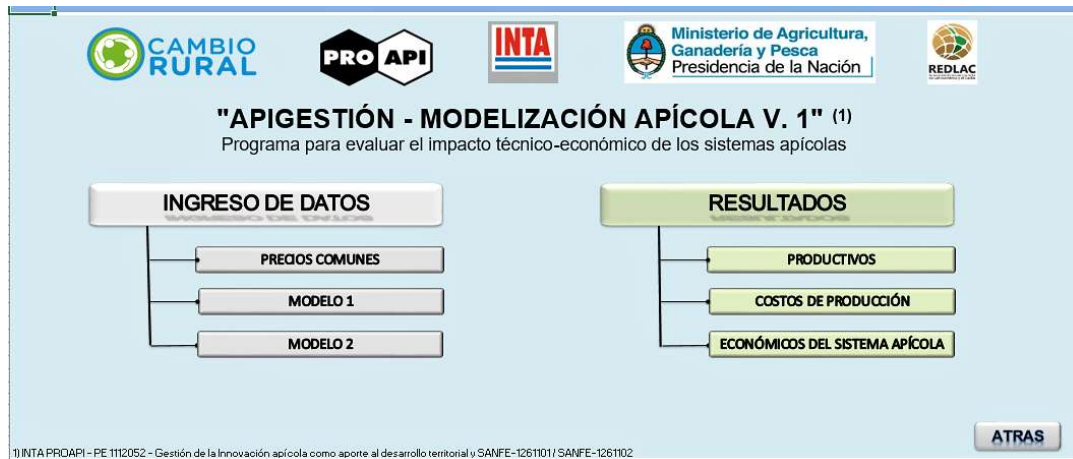 CAMBIO
RURAL
PRO API
INTA
Ministerio de Agricultura,
Ganadería y Pesca
Presidencia de la Nación
REDLAC
"APIGESTIÓN - MODELIZACIÓN APÍCOLA V. 1" (1)
Programa para evaluar el impacto técnico-económico de los sistemas apícolas
INGRESO DE DATOS
PRECIOS COMUNES
MODELO 1
MODELO 2
RESULTADOS
PRODUCTIVOS
COSTOS DE PRODUCCIÓN
ECONÓMICOS DEL SISTEMA APÍCOLA
ATRAS
1) INTA PROAPI - PE 1112052 - Gestión de la Innovación apícola como aporte al desarrollo territorial y SANFE-1261101 / SANFE-1261102